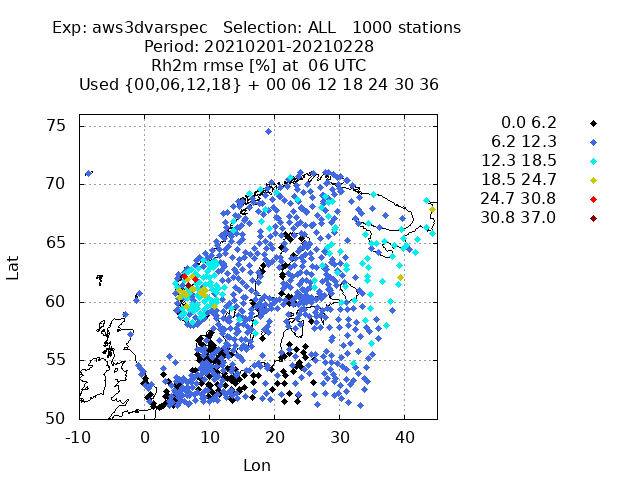 Exp: aws3dvarspec   Selection: ALL   1000 stations
Period: 20210201-20210228
Rh2m rmse [%] at  06 UTC
Used {00,06,12,18} + 00 06 12 18 24 30 36
0.0 6.2
6.2 12.3
12.3 18.5
18.5 24.7
24.7 30.8
30.8 37.0
75
70
65
60
55
50
Lat
-10 0 10 20 30 40
Lon